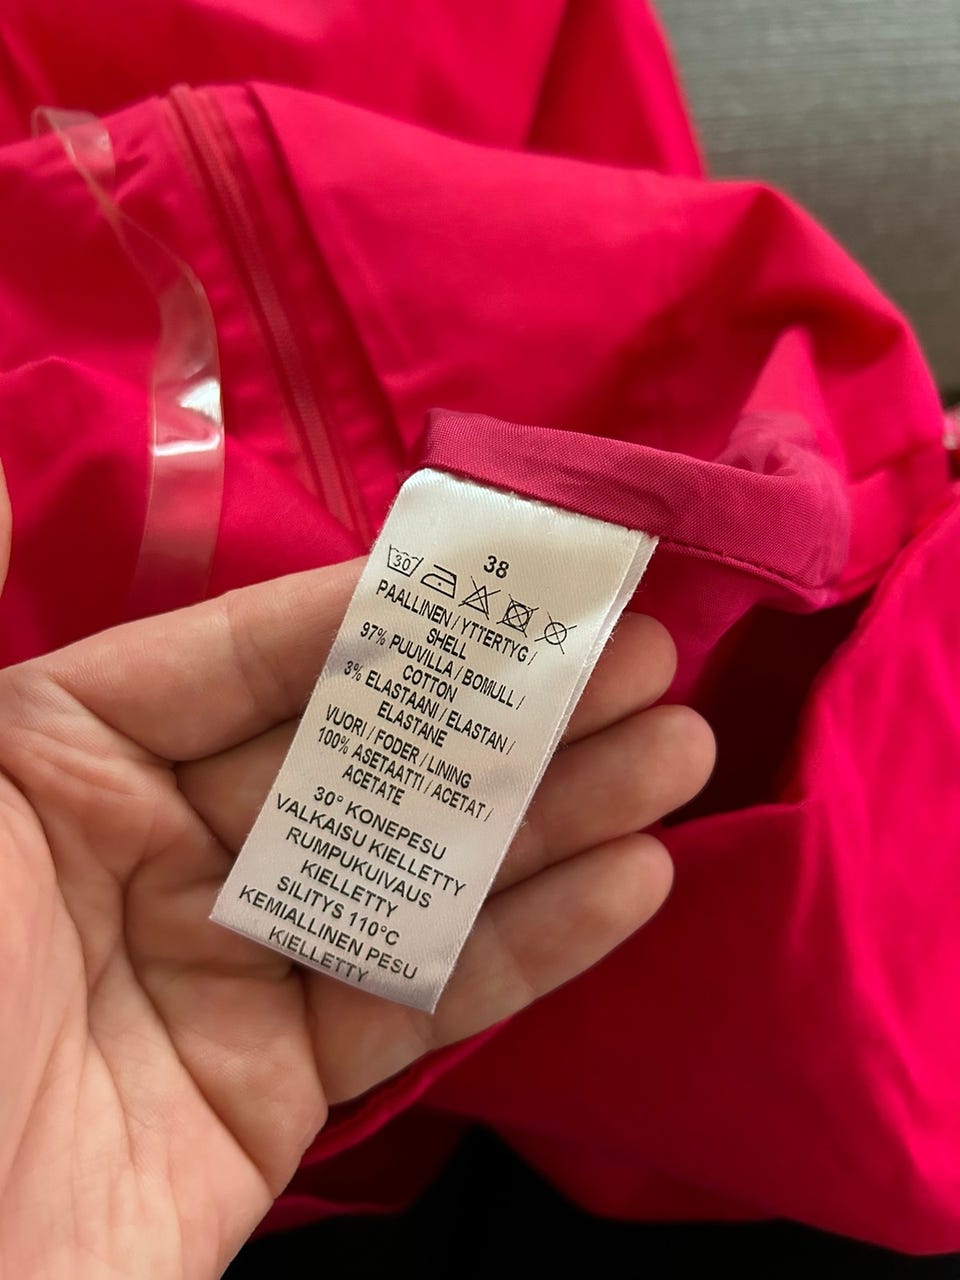 38
30
PAALLINEN / YTTERTYG /
SHELL
97% PUUVILLA / BOMULL /
COTTON
3% ELASTAANI / ELASTAN /
ELASTANE
VUORI / FODER / LINING
100% ASETAATTI / ACETAT /
ACETATE
30° KONEPESU
VALKAISU KIELLETTY
RUMPUKUIVAUS
KIELLETTY
SILITYS 110°C
KEMIALLINEN PESU
KIELLETTY